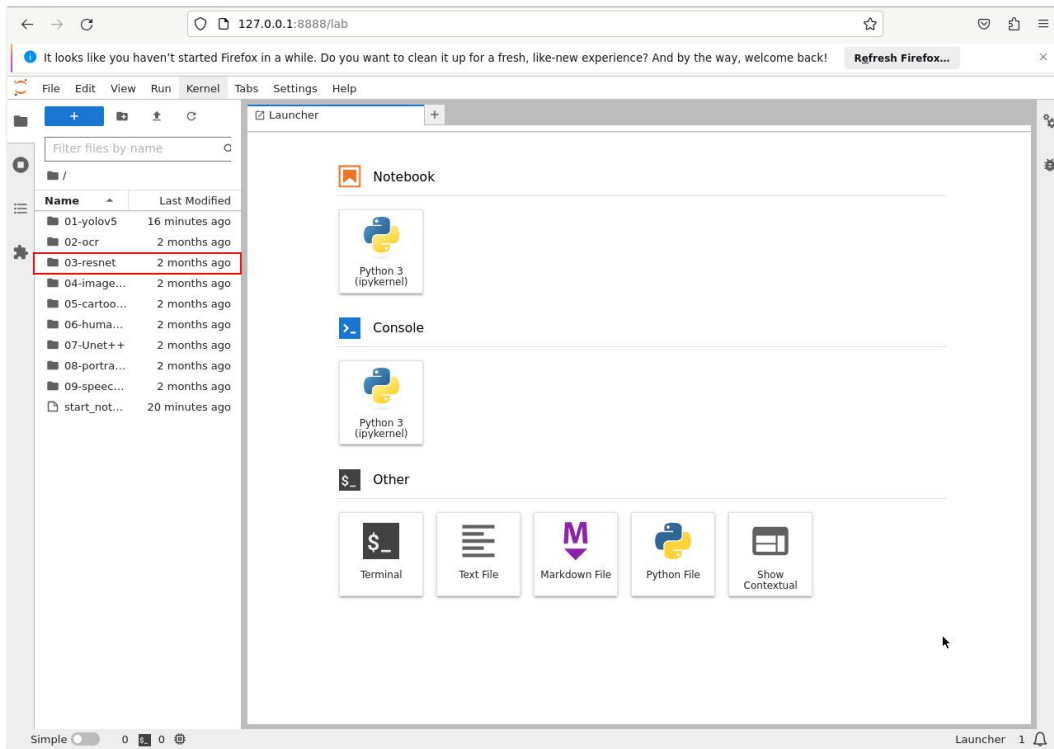 127.0.0.1:8888/lab
It looks like you haven't started Firefox in a while. Do you want to clean it up for a fresh, like-new experience? And by the way, welcome back! Refresh Firefox...
File Edit View Run Kernel Tabs Settings Help
+ Launcher +
Filter files by name
/
Name Last Modified
01-yolov5 16 minutes ago
02-ocr 2 months ago
03-resnet 2 months ago
04-image... 2 months ago
05-cartoo... 2 months ago
06-huma... 2 months ago
07-Unet++ 2 months ago
08-portra... 2 months ago
09-speec... 2 months ago
start_not... 20 minutes ago
Notebook
Python 3
(ipykernel)
Console
Python 3
(ipykernel)
$_ Other
$_ M
Terminal Text File Markdown File Python File Show
Contextual
Simple 0 $_ 0 Launcher 1